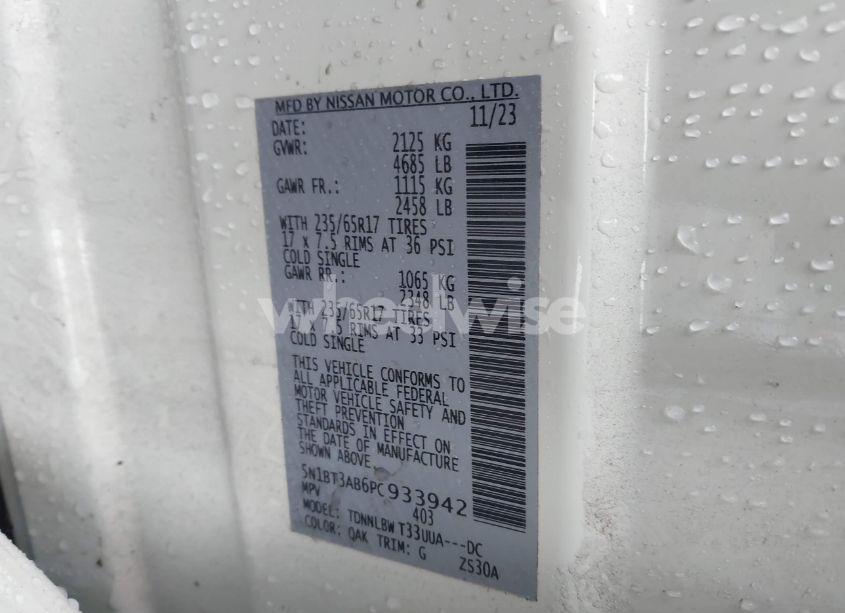 MFD BY NISSAN MOTOR CO., LTD.
DATE: 11/23
GVWR: 2125 KG
4685 LB
GAWR FR.: 1115 KG
2458 LB
WITH 235/65R17 TIRES
17 x 7.5 RIMS AT 36 PSI
COLD SINGLE
GAWR RR.: 1065 KG
2348 LB
WITH 235/65R17 TIRES
17 x 7.5 RIMS AT 33 PSI
COLD SINGLE
wheelwise
THIS VEHICLE CONFORMS TO
ALL APPLICABLE FEDERAL
MOTOR VEHICLE SAFETY AND
THEFT PREVENTION
STANDARDS IN EFFECT ON
THE DATE OF MANUFACTURE
SHOWN ABOVE.
5N1BT3AB6PC933942
MPV 403
MODEL: TDNNLBW T33UUA---DC
COLOR: QAK TRIM: G ZS30A